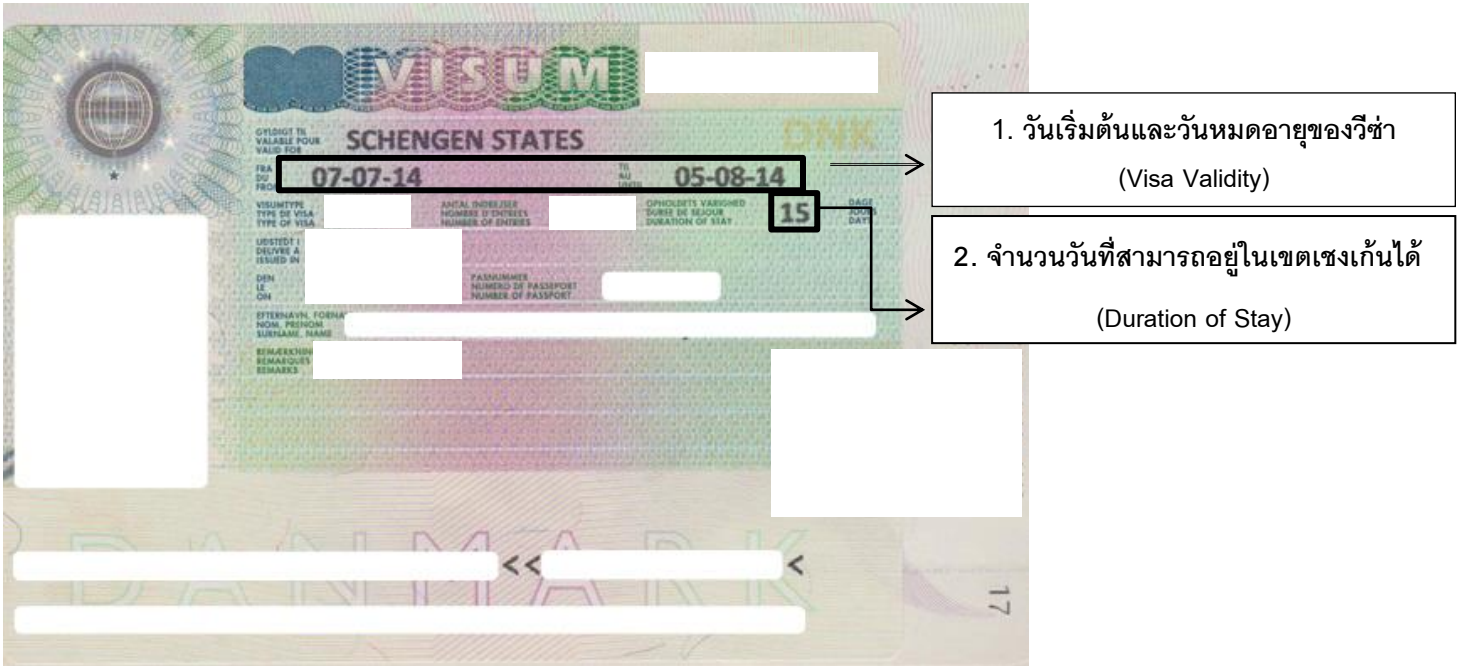 VISUM
GYLDIGT TIL
VALABLE POUR
VALID FOR
SCHENGEN STATES
DNK
FRA
DU
FROM
07-07-14
TIL
AU
UNTIL
05-08-14
VISUMTYPE
TYPE DE VISA
TYPE OF VISA
ANTAL INDREJSER
NOMBRE D'ENTREES
NUMBER OF ENTRIES
OPHOLDETS VARIGHED
DUREE DE SEJOUR
DURATION OF STAY
15
DAGE
JOURS
DAYS
UDSTEDT I
DELIVRE A
ISSUED IN
DEN
LE
ON
PASNUMMER
NUMERO DE PASSEPORT
NUMBER OF PASSPORT
EFTERNAVN, FORNA
NOM, PRENOM
SURNAME, NAME
REMARQUES
REMARKS
DANMARK
<<
<
17
1. วันเริ่มต้นและวันหมดอายุของวีซ่า
(Visa Validity)
2. จำนวนวันที่สามารถอยู่ในเขตเชงเก้นได้
(Duration of Stay)